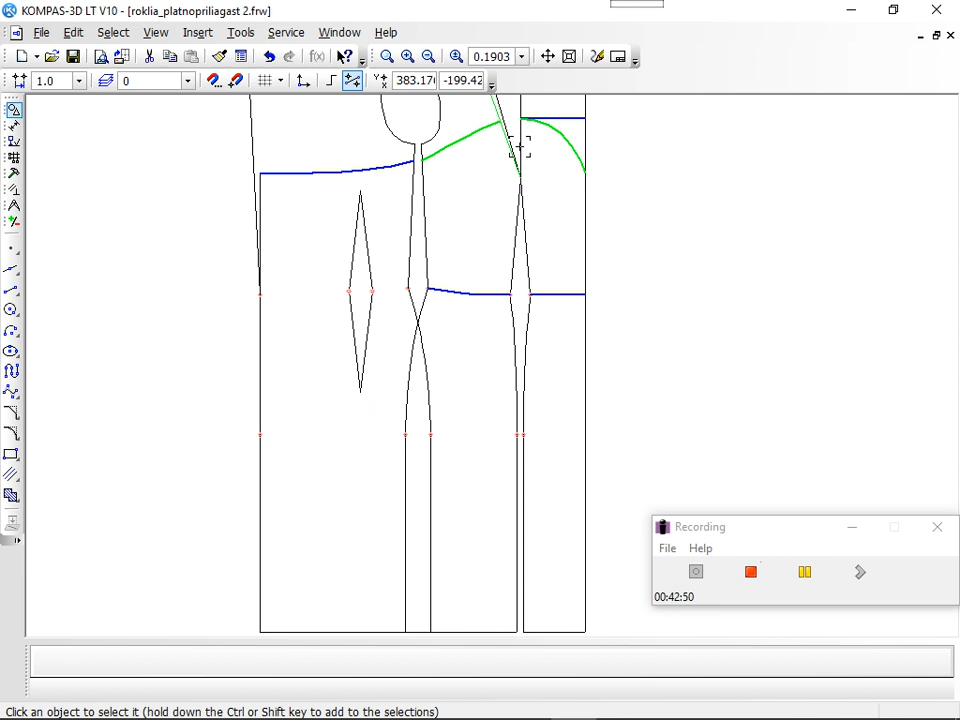 KOMPAS-3D LT V10 - [roklia_platnopriliagast 2.frw]
File Edit Select View Insert Tools Service Window Help
0.1903
1.0 0 383.17( -199.42
Recording
File Help
00:42:50
Click an object to select it (hold down the Ctrl or Shift key to add to the selections)